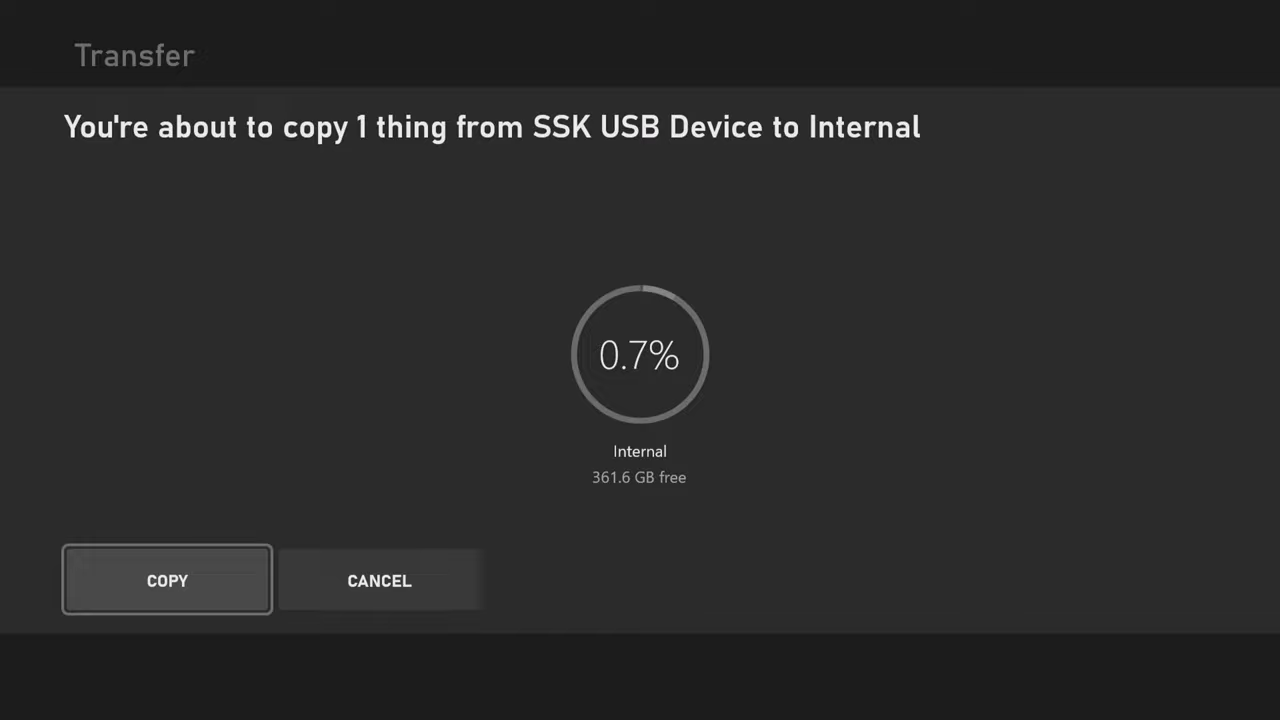 Transfer
You're about to copy 1 thing from SSK USB Device to Internal
0.7%
Internal
361.6 GB free
COPY
CANCEL